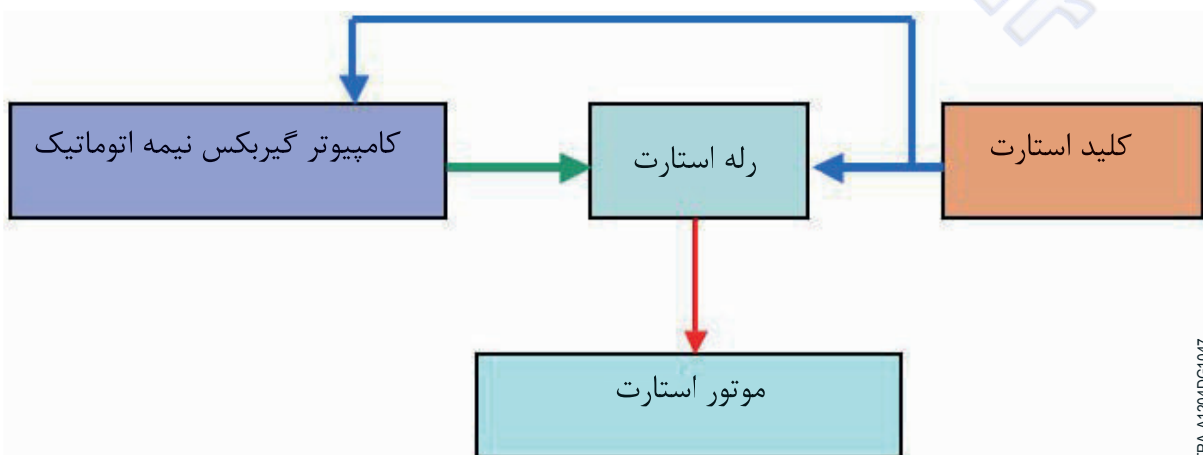 کلید استارت
رله استارت
کامپیوتر گیربکس نیمه اتوماتیک
موتور استارت